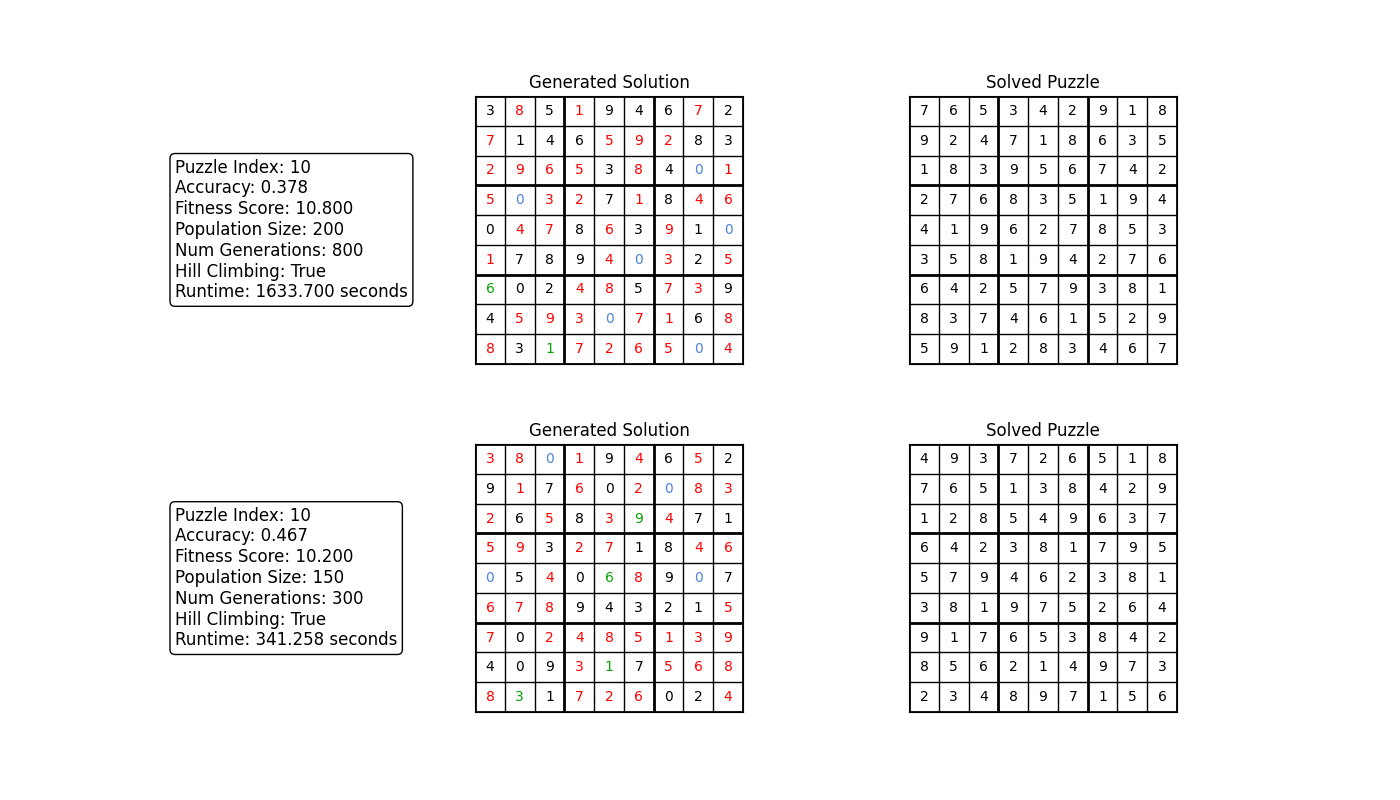 Generated Solution
Solved Puzzle
Puzzle Index: 10
Accuracy: 0.378
Fitness Score: 10.800
Population Size: 200
Num Generations: 800
Hill Climbing: True
Runtime: 1633.700 seconds
3 8 5 1 9 4 6 7 2
7 1 4 6 5 9 2 8 3
2 9 6 5 3 8 4 0 1
5 0 3 2 7 1 8 4 6
0 4 7 8 6 3 9 1 0
1 7 8 9 4 0 3 2 5
6 0 2 4 8 5 7 3 9
4 5 9 3 0 7 1 6 8
8 3 1 7 2 6 5 0 4
7 6 5 3 4 2 9 1 8
9 2 4 7 1 8 6 3 5
1 8 3 9 5 6 7 4 2
2 7 6 8 3 5 1 9 4
4 1 9 6 2 7 8 5 3
3 5 8 1 9 4 2 7 6
6 4 2 5 7 9 3 8 1
8 3 7 4 6 1 5 2 9
5 9 1 2 8 3 4 6 7
Generated Solution
Solved Puzzle
Puzzle Index: 10
Accuracy: 0.467
Fitness Score: 10.200
Population Size: 150
Num Generations: 300
Hill Climbing: True
Runtime: 341.258 seconds
3 8 0 1 9 4 6 5 2
9 1 7 6 0 2 0 8 3
2 6 5 8 3 9 4 7 1
5 9 3 2 7 1 8 4 6
0 5 4 0 6 8 9 0 7
6 7 8 9 4 3 2 1 5
7 0 2 4 8 5 1 3 9
4 0 9 3 1 7 5 6 8
8 3 1 7 2 6 0 2 4
4 9 3 7 2 6 5 1 8
7 6 5 1 3 8 4 2 9
1 2 8 5 4 9 6 3 7
6 4 2 3 8 1 7 9 5
5 7 9 4 6 2 3 8 1
3 8 1 9 7 5 2 6 4
9 1 7 6 5 3 8 4 2
8 5 6 2 1 4 9 7 3
2 3 4 8 9 7 1 5 6